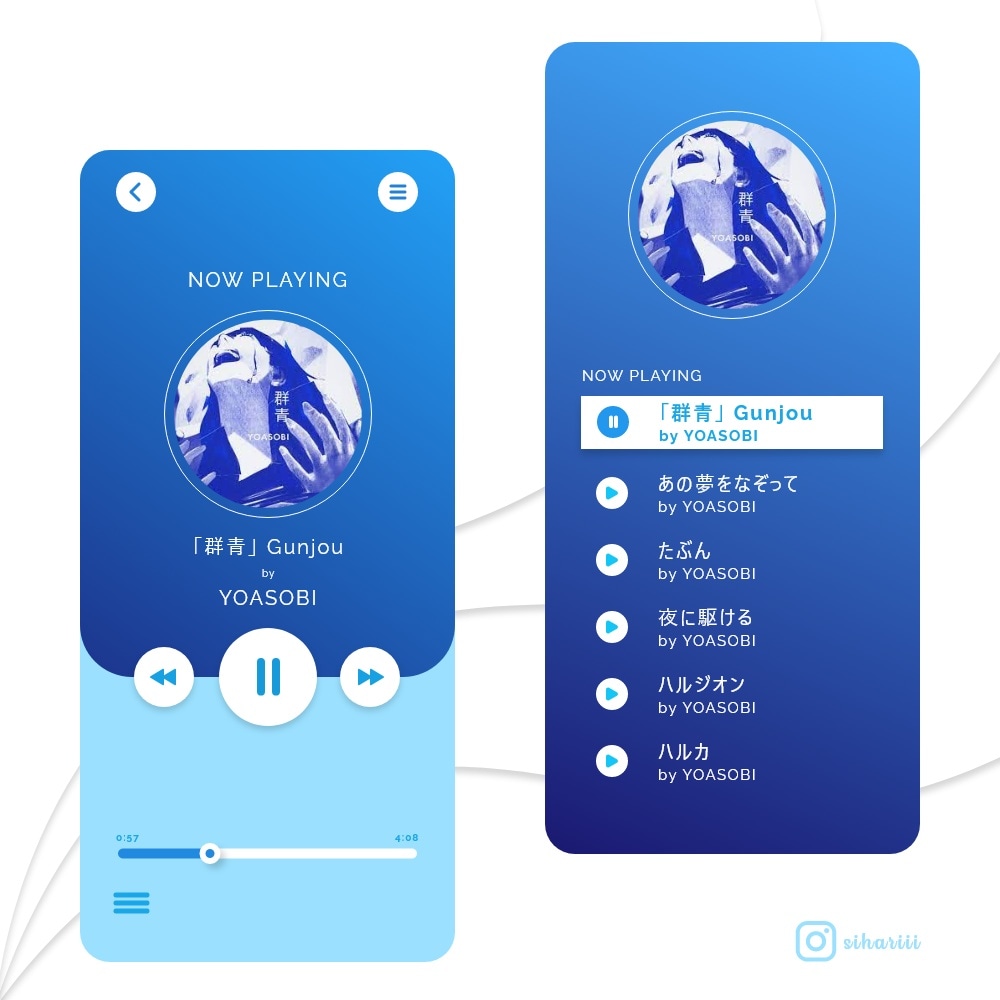 NOW PLAYING
群
青
YOASOBI
「群青」Gunjou
by
YOASOBI
0:57
4:08
群
青
YOASOBI
NOW PLAYING
「群青」Gunjou
by YOASOBI
あの夢をなぞって
by YOASOBI
たぶん
by YOASOBI
夜に駆ける
by YOASOBI
ハルジオン
by YOASOBI
ハルカ
by YOASOBI
sihariii